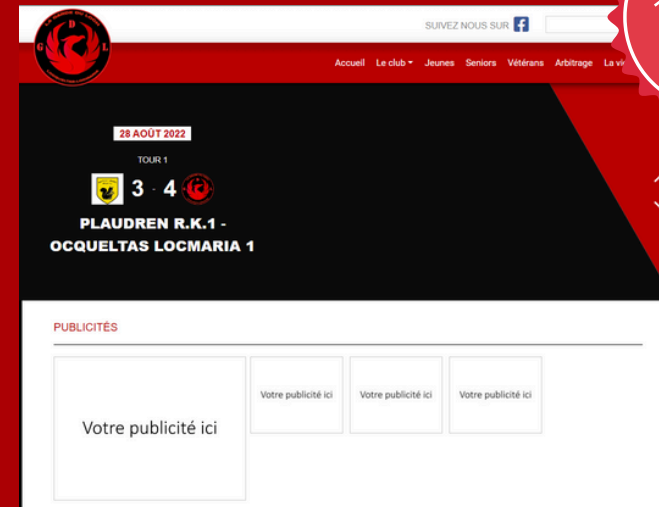 G D L
SUIVEZ NOUS SUR
Accueil Le club Jeunes Seniors Vétérans Arbitrage
28 AOÛT 2022
TOUR 1
3 - 4
PLAUDREN R.K.1 -
OCQUELTAS LOCMARIA 1
PUBLICITÉS
Votre publicité ici
Votre publicité ici
Votre publicité ici
Votre publicité ici